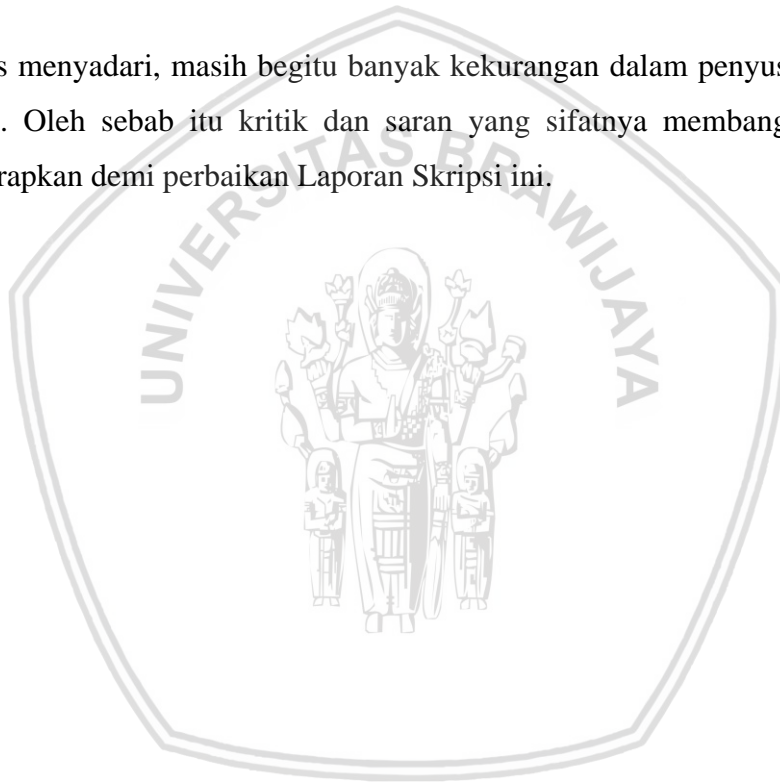 s menyadari, masih begitu banyak kekurangan dalam penyus
. Oleh sebab itu kritik dan saran yang sifatnya membang
rapkan demi perbaikan Laporan Skripsi ini.
UNIVERSITAS BRAWIJAYA